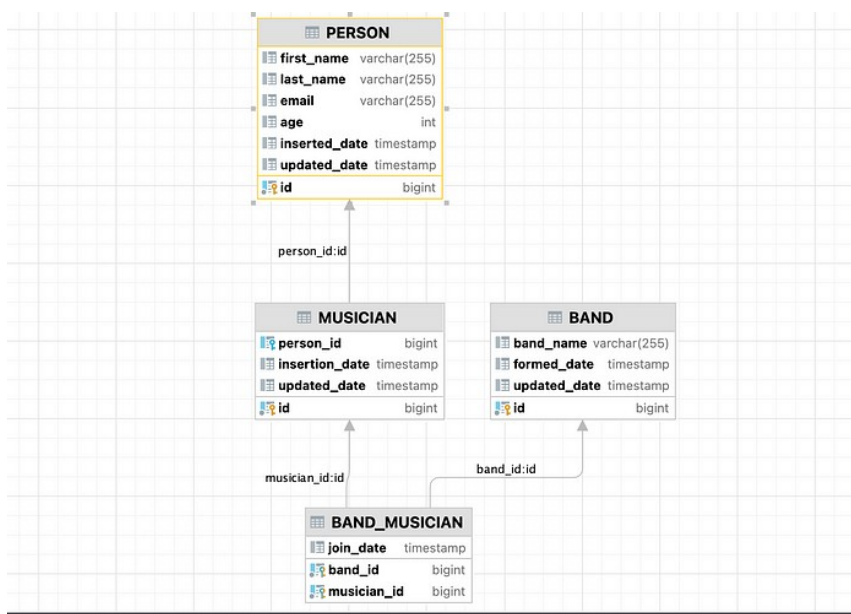 PERSON
first_name varchar(255)
last_name varchar(255)
email varchar(255)
age int
inserted_date timestamp
updated_date timestamp
id bigint
person_id:id
MUSICIAN
person_id bigint
insertion_date timestamp
updated_date timestamp
id bigint
BAND
band_name varchar(255)
formed_date timestamp
updated_date timestamp
id bigint
musician_id:id
band_id:id
BAND_MUSICIAN
join_date timestamp
band_id bigint
musician_id bigint